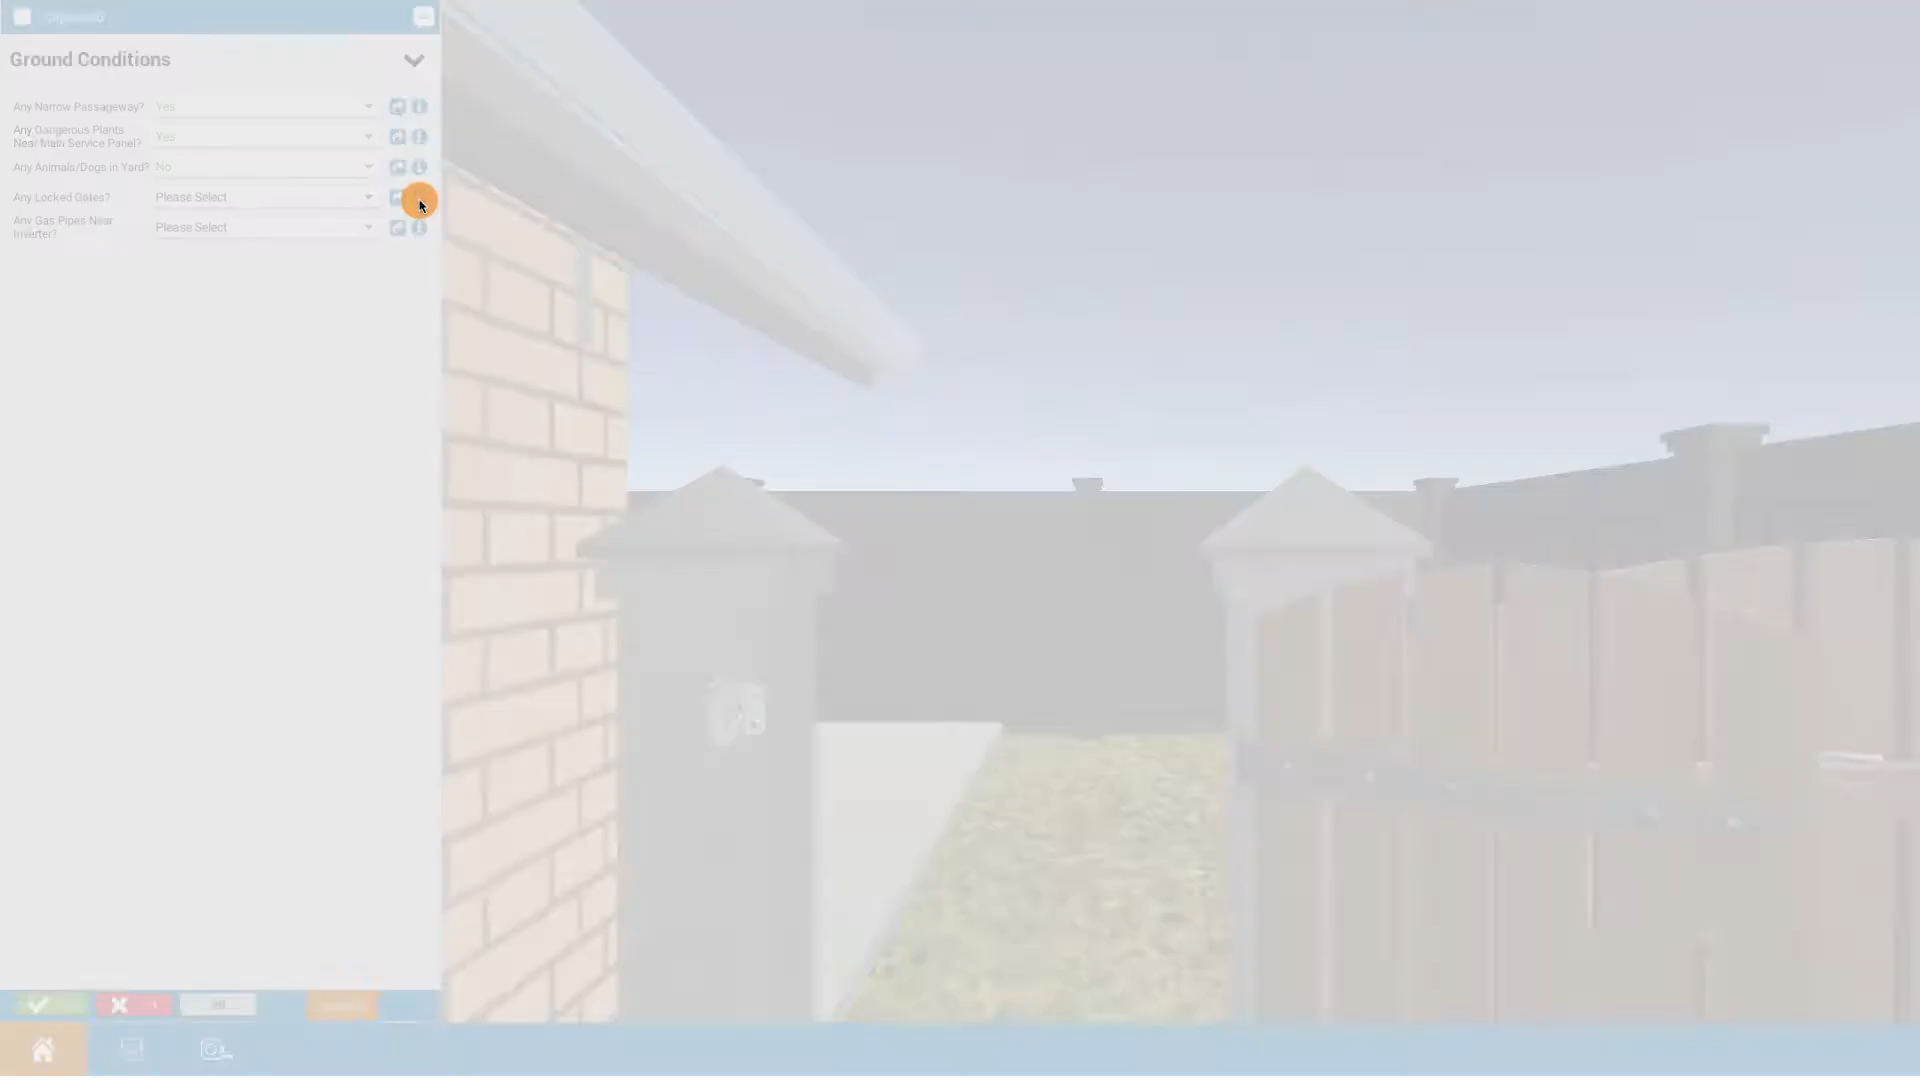 Ground Conditions
Any Narrow Passageway? Yes
Any Dangerous Plants
Near Main Service Panel? Yes
Any Animals/Dogs in Yard? No
Any Locked Gates? Please Select
Any Gas Pipes Near
Inverter? Please Select